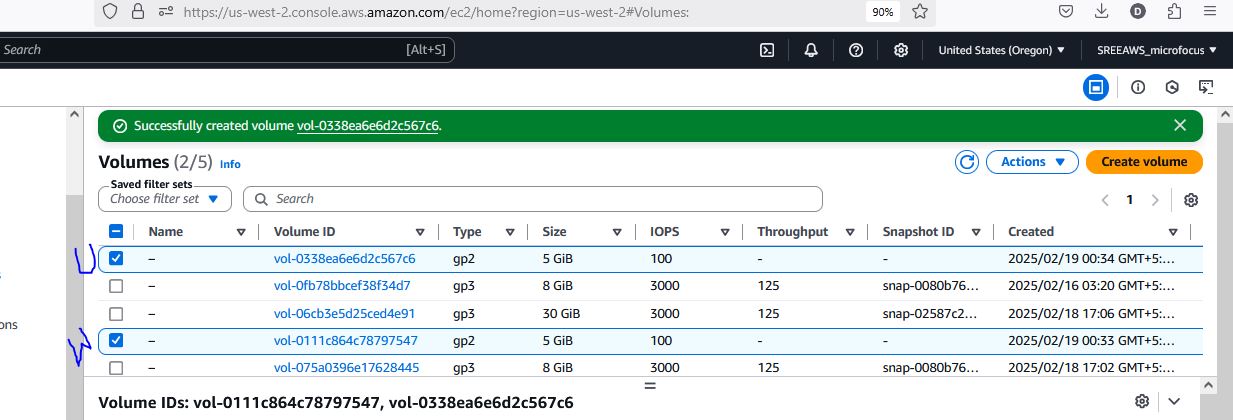 https://us-west-2.console.aws.amazon.com/ec2/home?region=us-west-2#Volumes: 90% D
Search [Alt+S] United States (Oregon) SREEAWS_microfocus
Successfully created volume vol-0338ea6e6d2c567c6.
Volumes (2/5) Info Actions Create volume
Saved filter sets
Choose filter set Search 1
Name Volume ID Type Size IOPS Throughput Snapshot ID Created
U – vol-0338ea6e6d2c567c6 gp2 5 GiB 100 - - 2025/02/19 00:34 GMT+5:...
– vol-0fb78bbcef38f34d7 gp3 8 GiB 3000 125 snap-0080b76... 2025/02/16 03:20 GMT+5:...
– vol-06cb3e5d25ced4e91 gp3 30 GiB 3000 125 snap-02587c2... 2025/02/18 17:06 GMT+5:...
ons
W – vol-0111c864c78797547 gp2 5 GiB 100 - - 2025/02/19 00:33 GMT+5:...
– vol-075a0396e17628445 gp3 8 GiB 3000 125 snap-0080b76... 2025/02/18 17:02 GMT+5:...
Volume IDs: vol-0111c864c78797547, vol-0338ea6e6d2c567c6